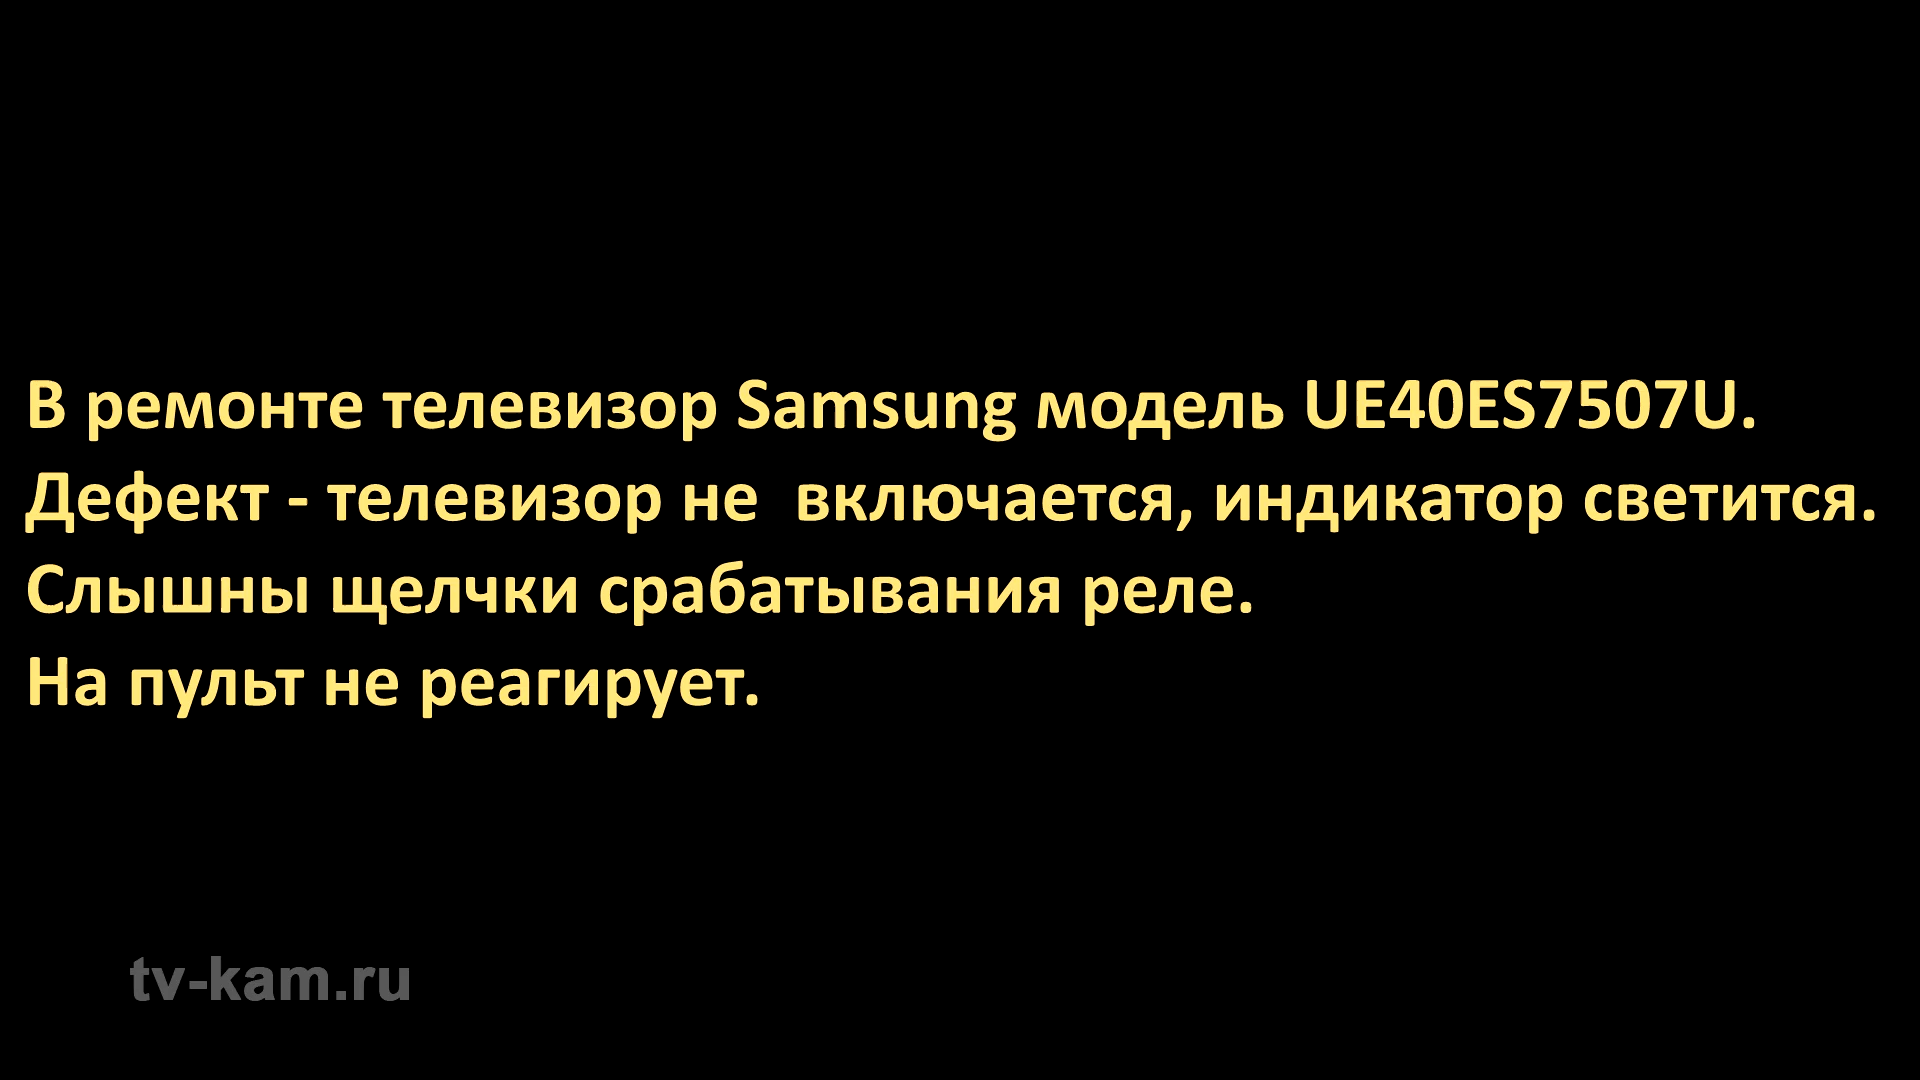 В ремонте телевизор Samsung модель UE40ES7507U.
Дефект - телевизор не  включается, индикатор светится.
Слышны щелчки срабатывания реле.
На пульт не реагирует.
tv-kam.ru